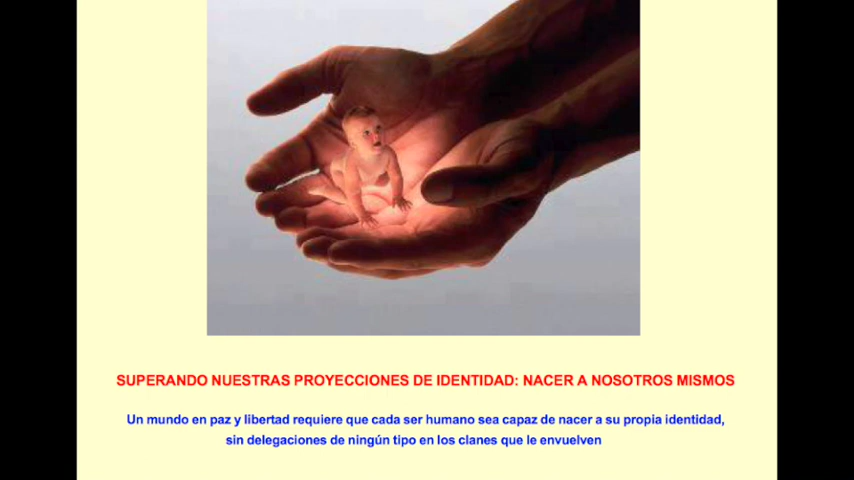 SUPERANDO NUESTRAS PROYECCIONES DE IDENTIDAD: NACER A NOSOTROS MISMOS
Un mundo en paz y libertad requiere que cada ser humano sea capaz de nacer a su propia identidad,
sin delegaciones de ningún tipo en los clanes que le envuelven